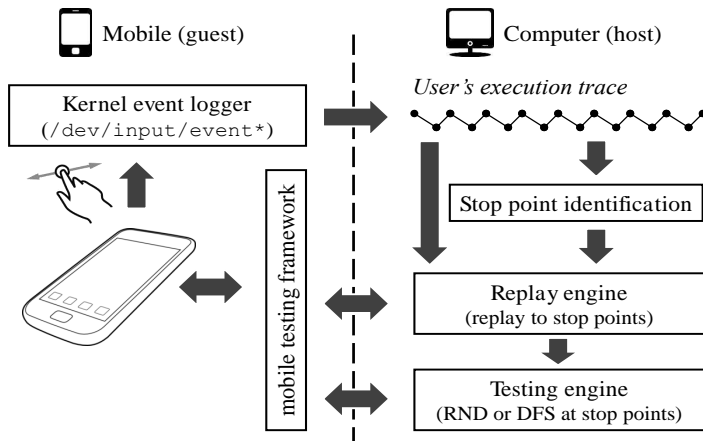 Mobile (guest)
Computer (host)
Kernel event logger
(/dev/input/event*)
User's execution trace
Stop point identification
mobile testing framework
Replay engine
(replay to stop points)
Testing engine
(RND or DFS at stop points)